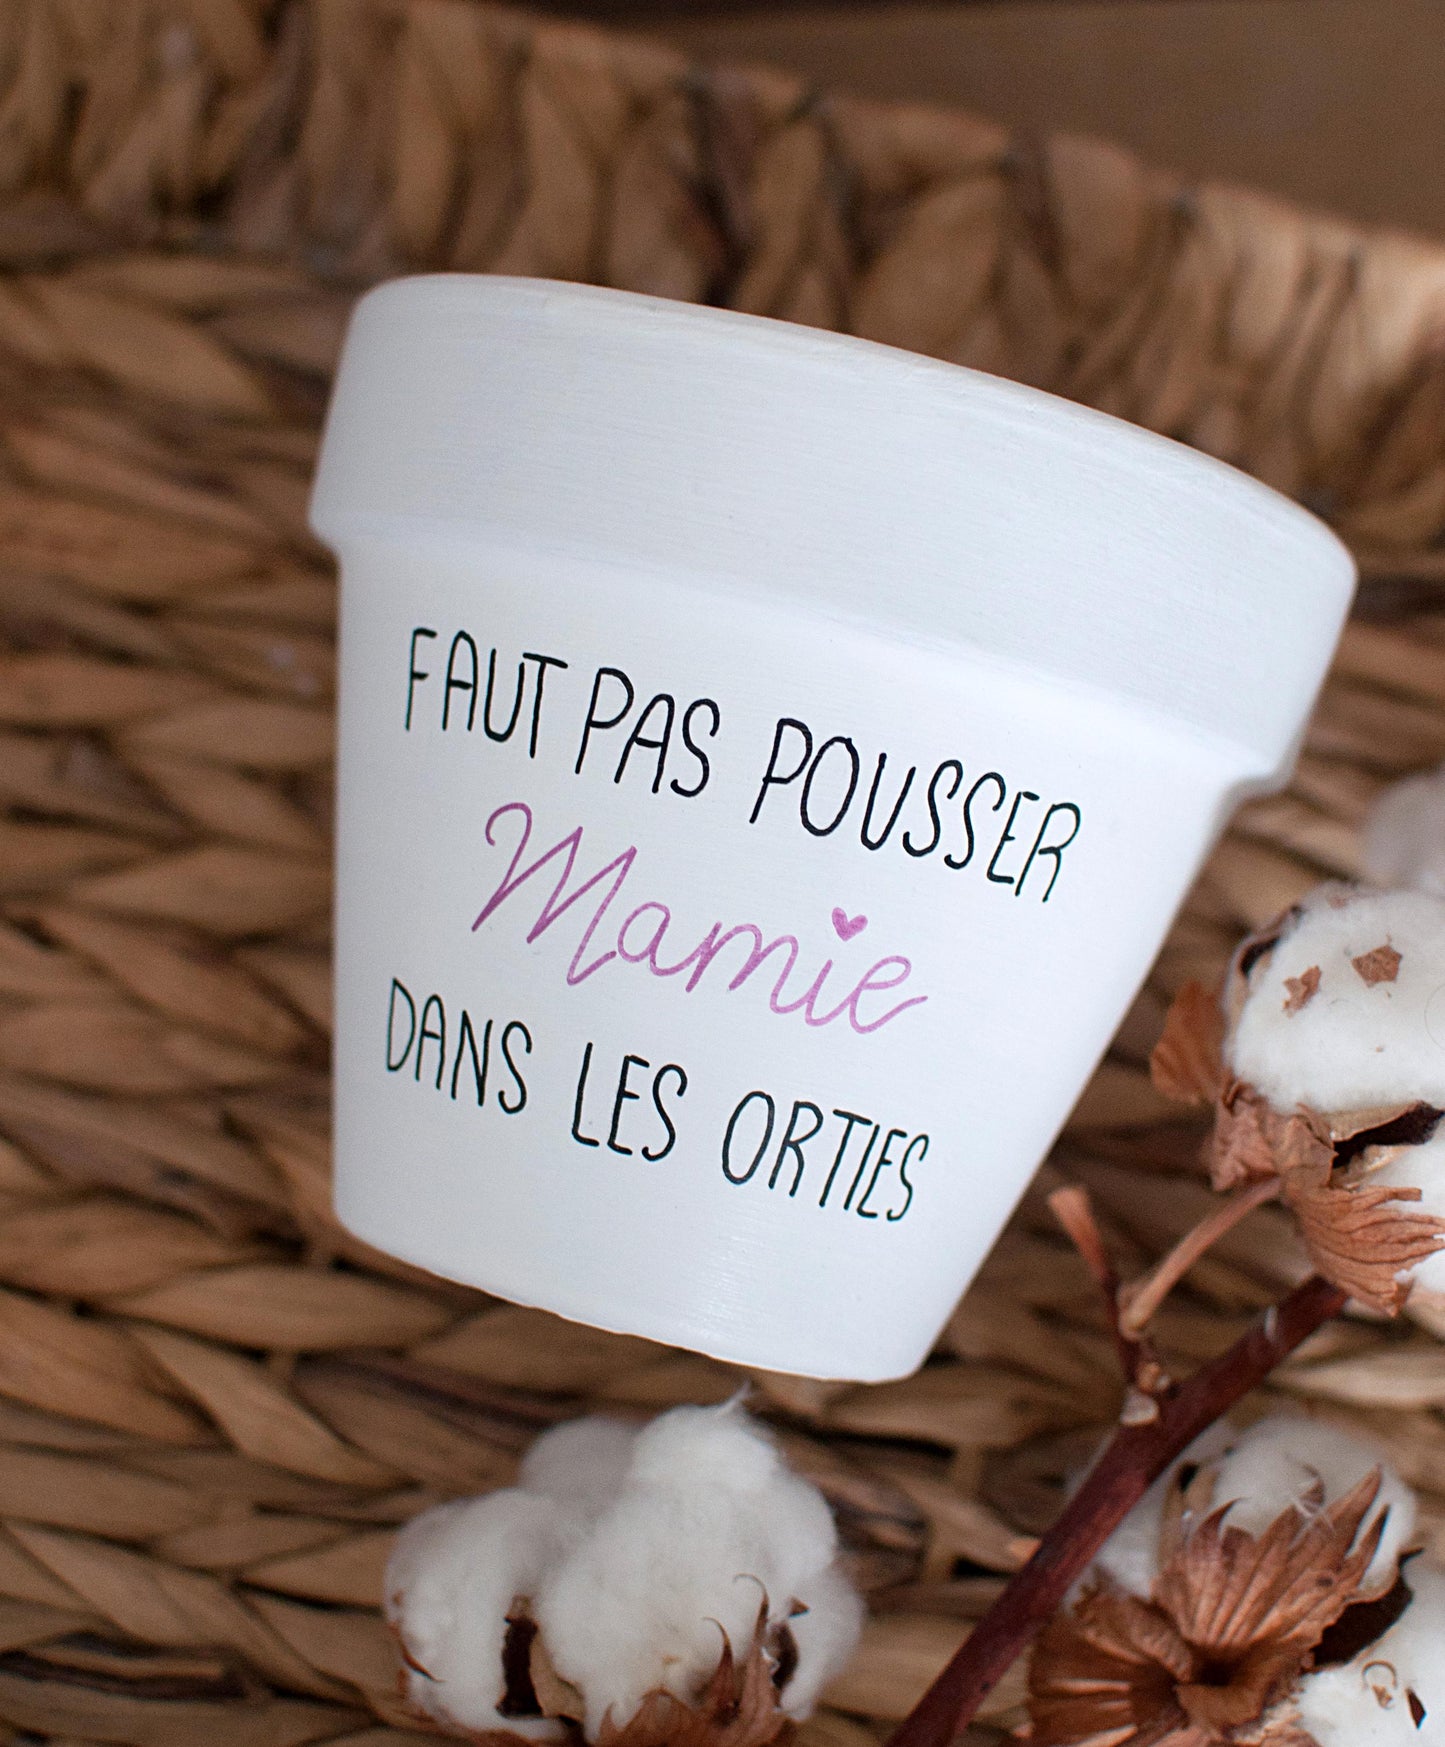 FAUT PAS POUSSER
Mamie
DANS LES ORTIES